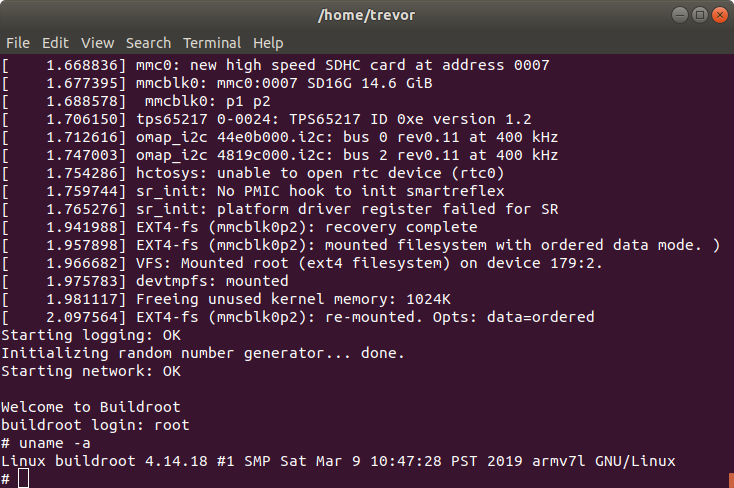 /home/trevor
File Edit View Search Terminal Help
[    1.668836] mmc0: new high speed SDHC card at address 0007
[    1.677395] mmcblk0: mmc0:0007 SD16G 14.6 GiB
[    1.688578]  mmcblk0: p1 p2
[    1.706150] tps65217 0-0024: TPS65217 ID 0xe version 1.2
[    1.712616] omap_i2c 44e0b000.i2c: bus 0 rev0.11 at 400 kHz
[    1.747003] omap_i2c 4819c000.i2c: bus 2 rev0.11 at 400 kHz
[    1.754286] hctosys: unable to open rtc device (rtc0)
[    1.759744] sr_init: No PMIC hook to init smartreflex
[    1.765276] sr_init: platform driver register failed for SR
[    1.941988] EXT4-fs (mmcblk0p2): recovery complete
[    1.957898] EXT4-fs (mmcblk0p2): mounted filesystem with ordered data mode. )
[    1.966682] VFS: Mounted root (ext4 filesystem) on device 179:2.
[    1.975783] devtmpfs: mounted
[    1.981117] Freeing unused kernel memory: 1024K
[    2.097564] EXT4-fs (mmcblk0p2): re-mounted. Opts: data=ordered
Starting logging: OK
Initializing random number generator... done.
Starting network: OK
Welcome to Buildroot
buildroot login: root
# uname -a
Linux buildroot 4.14.18 #1 SMP Sat Mar 9 10:47:28 PST 2019 armv7l GNU/Linux
#